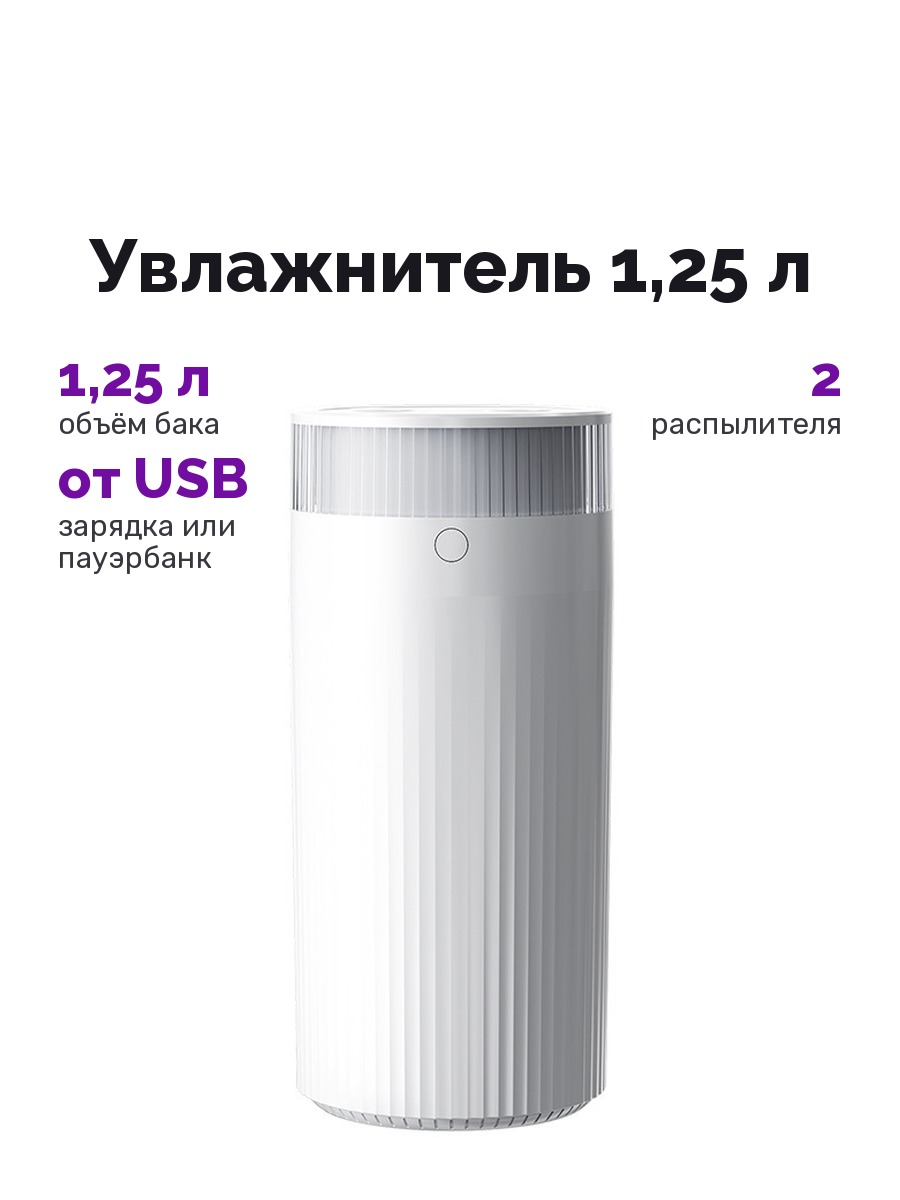 Увлажнитель 1,25 л
1,25 л
объём бака
от USB
зарядка или
пауэрбанк
2
распылителя